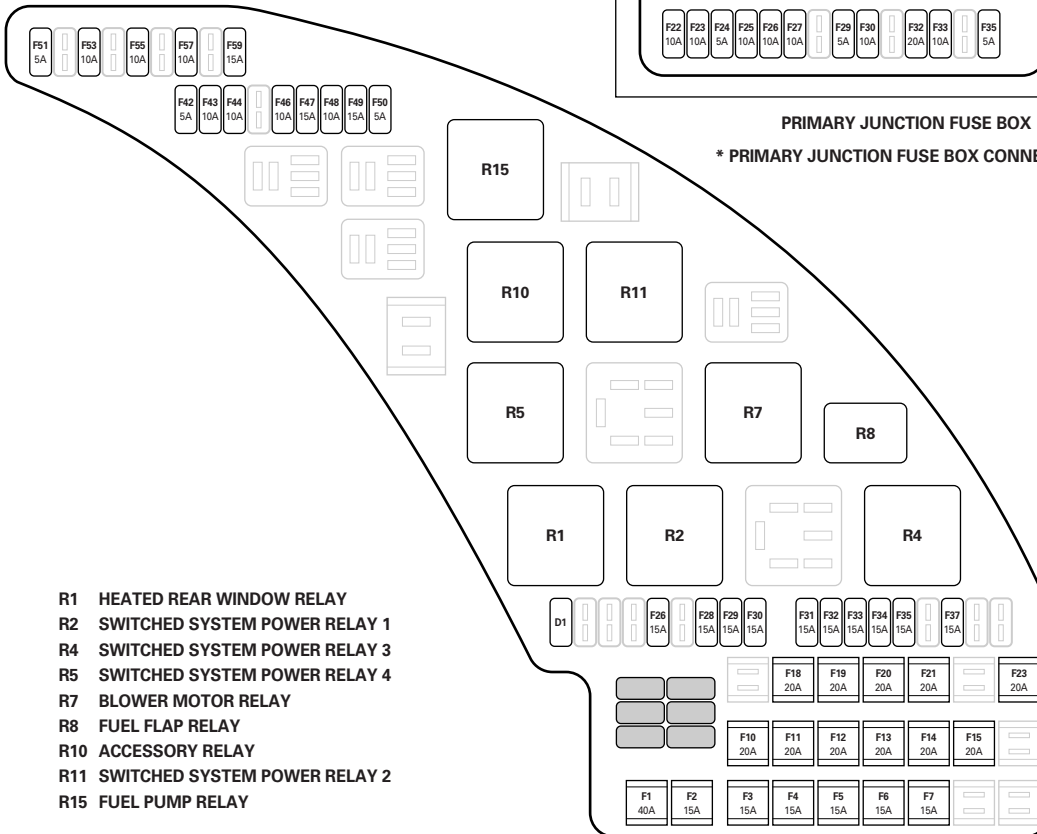 F22 F23 F24 F25 F26 F27 F29 F30 F32 F33 F35
10A 10A 5A 10A 10A 10A 5A 10A 20A 10A 5A
F51 F53 F55 F57 F59
5A 10A 10A 10A 15A
F42 F43 F44 F46 F47 F48 F49 F50
5A 10A 10A 10A 15A 10A 15A 5A
PRIMARY JUNCTION FUSE BOX
* PRIMARY JUNCTION FUSE BOX CONNE
R15
R10 R11
R5 R7 R8
R1 R2 R4
D1 F26 F28 F29 F30 F31 F32 F33 F34 F35 F37
15A 15A 15A 15A 15A 15A 15A 15A 15A 15A
F18 F19 F20 F21 F23
20A 20A 20A 20A 20A
F10 F11 F12 F13 F14 F15
20A 20A 20A 20A 20A 20A
F1 F2 F3 F4 F5 F6 F7
40A 15A 15A 15A 15A 15A 15A
R1 HEATED REAR WINDOW RELAY
R2 SWITCHED SYSTEM POWER RELAY 1
R4 SWITCHED SYSTEM POWER RELAY 3
R5 SWITCHED SYSTEM POWER RELAY 4
R7 BLOWER MOTOR RELAY
R8 FUEL FLAP RELAY
R10 ACCESSORY RELAY
R11 SWITCHED SYSTEM POWER RELAY 2
R15 FUEL PUMP RELAY